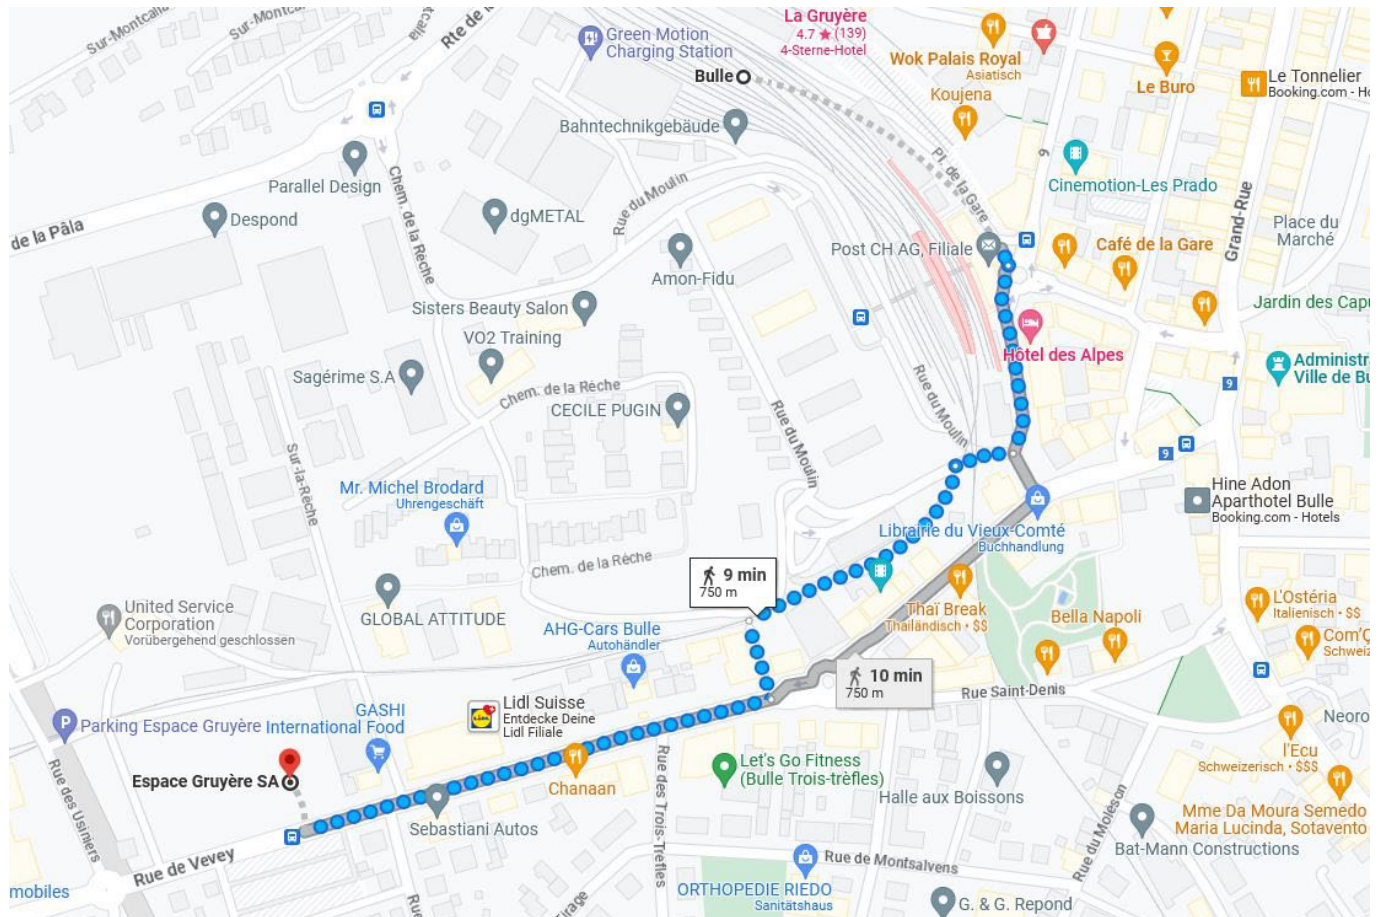 Sur-Montcalia
Sur-Montca
tcalia
Rte de l
Green Motion
Charging Station
Bulle
La Gruyère
4.7 ★ (139)
4-Sterne-Hotel
Wok Palais Royal
Asiatisch
Koujena
Le Buro
Le Tonnelier
Booking.com - Ho
Bahntechnikgebäude
Parallel Design
Chem. de la Rèche
Despond
de la Pâla
dgMETAL
Rue du Moulin
Amon-Fidu
Pl. de la Gare
Post CH AG, Filiale
9
Cinemotion-Les Prado
Café de la Gare
Grand-Rue
Place du
Marché
Jardin des Capu
Sisters Beauty Salon
VO2 Training
Sagérime S.A
Chem. de la Rèche
CECILE PUGIN
Rue du Moulin
Rue du Moulin
Hôtel des Alpes
Administr
Ville de Bu
9
9
Sur-la-Rèche
Mr. Michel Brodard
Uhrengeschäft
Hine Adon
Aparthotel Bulle
Booking.com - Hotels
Librairie du Vieux-Comté
Buchhandlung
Chem. de la Rèche
9 min
750 m
United Service
Corporation
Vorübergehend geschlossen
GLOBAL ATTITUDE
AHG-Cars Bulle
Autohändler
Thaï Break
Thailändisch • $$
Bella Napoli
L'Ostéria
Italienisch • $$
Com'C
Schweiz
10 min
750 m
Rue Saint-Denis
Parking Espace Gruyère
GASHI
International Food
Lidl Suisse
Entdecke Deine
Lidl Filiale
Neoro
l'Ecu
Schweizerisch • $$$
Espace Gruyère SA
Chanaan
Rue des Trois-Trèfles
Let's Go Fitness
(Bulle Trois-trèfles)
Halle aux Boissons
Rue des Usiniers
Sebastiani Autos
Mme Da Moura Semedo
Maria Lucinda, Sotavento
Bat-Mann Constructions
Rue du Moléson
Rue de Vevey
Rue de Montsalvens
mobiles
ORTHOPEDIE RIEDO
Sanitätshaus
G. & G. Repond
Rue
Tirage